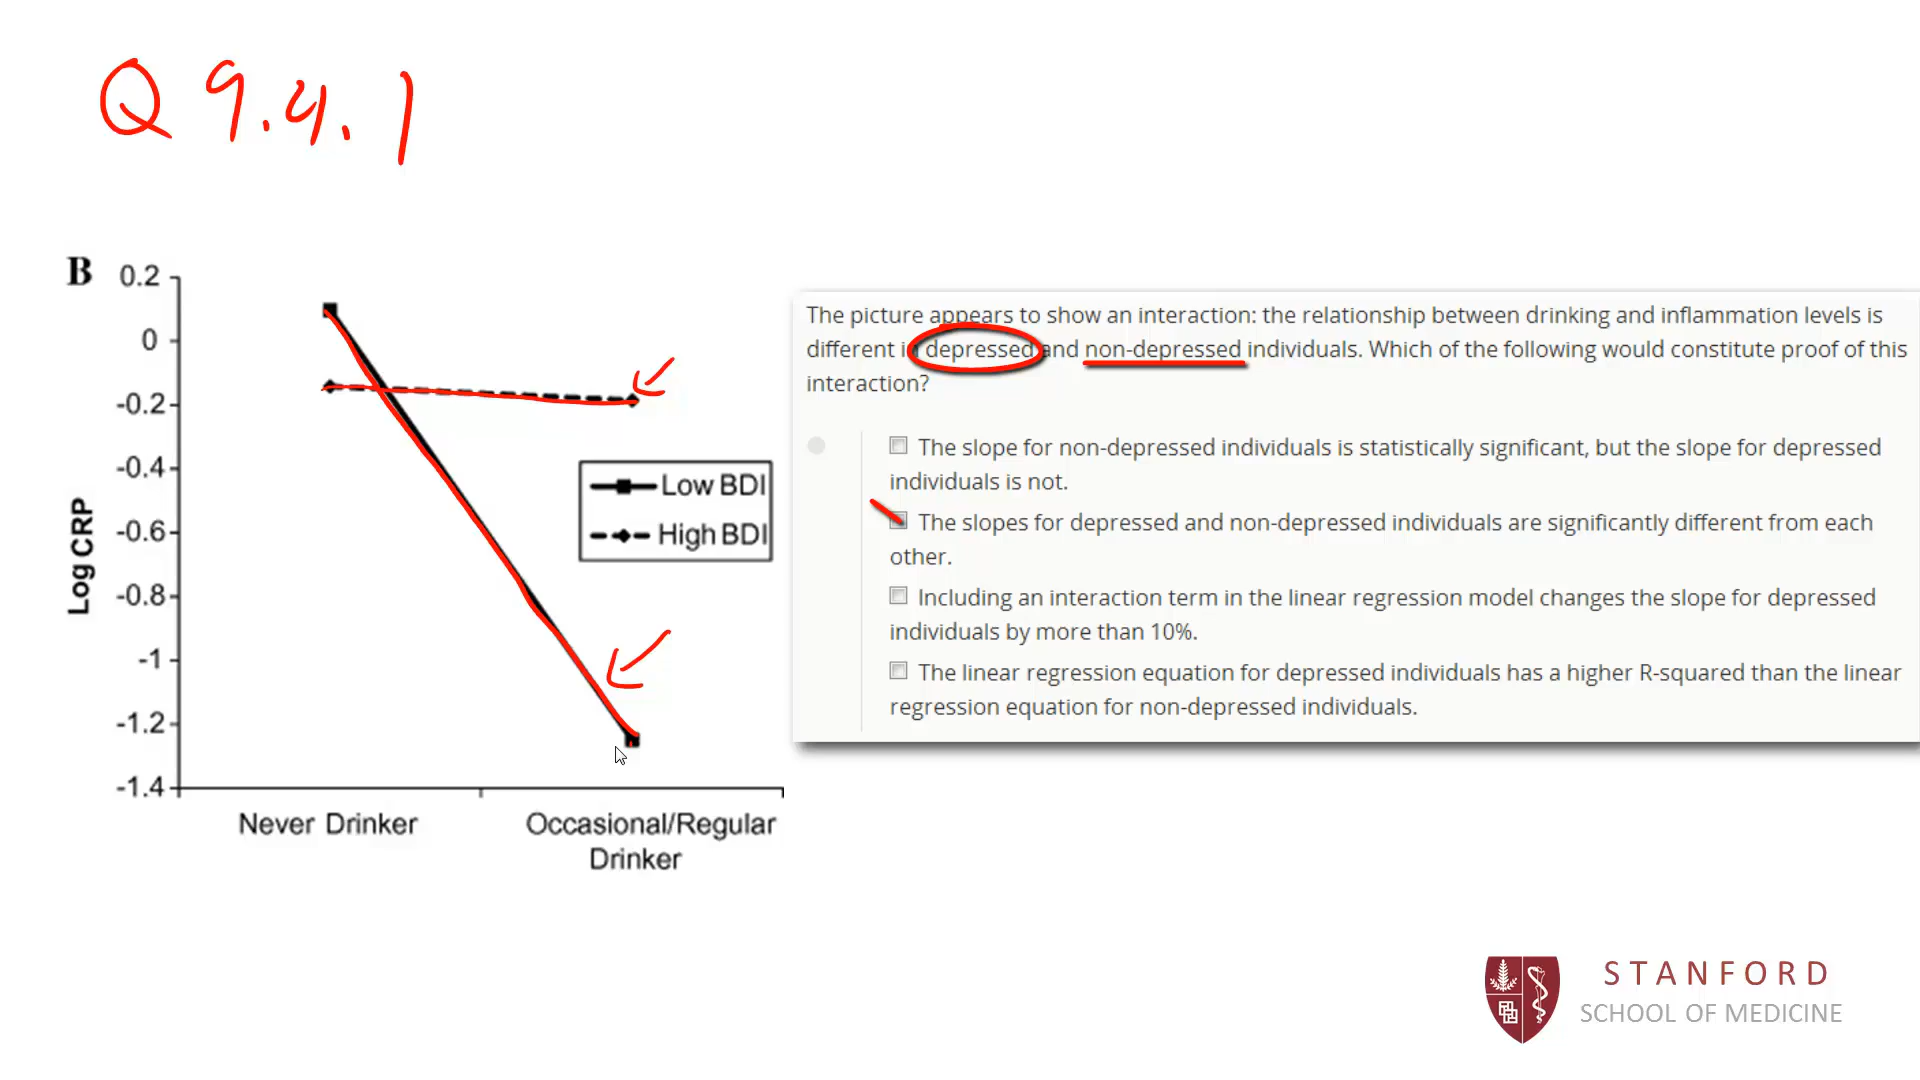 Q 9.4.1
B
0.2
0
-0.2
-0.4
-0.6
-0.8
-1
-1.2
-1.4
Log CRP
Low BDI
High BDI
Never Drinker
Occasional/Regular
Drinker
The picture appears to show an interaction: the relationship between drinking and inflammation levels is
different in depressed and non-depressed individuals. Which of the following would constitute proof of this
interaction?
The slope for non-depressed individuals is statistically significant, but the slope for depressed
individuals is not.
The slopes for depressed and non-depressed individuals are significantly different from each
other.
Including an interaction term in the linear regression model changes the slope for depressed
individuals by more than 10%.
The linear regression equation for depressed individuals has a higher R-squared than the linear
regression equation for non-depressed individuals.
STANFORD
SCHOOL OF MEDICINE